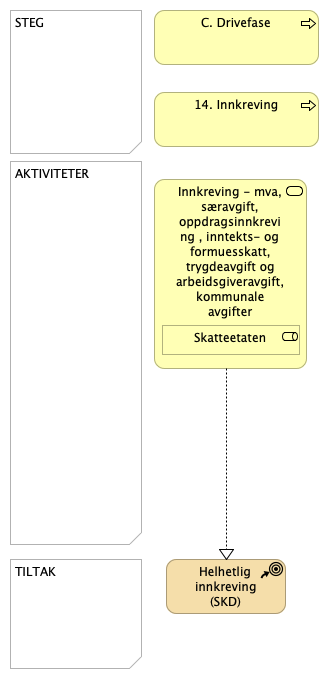 STEG
C. Drivefase
14. Innkreving
AKTIVITETER
Innkreving - mva,
særavgift,
oppdragsinnkrevi
ng , inntekts- og
formuesskatt,
trygdeavgift og
arbeidsgiveravgift,
kommunale
avgifter
Skatteetaten
TILTAK
Helhetlig
innkreving
(SKD)